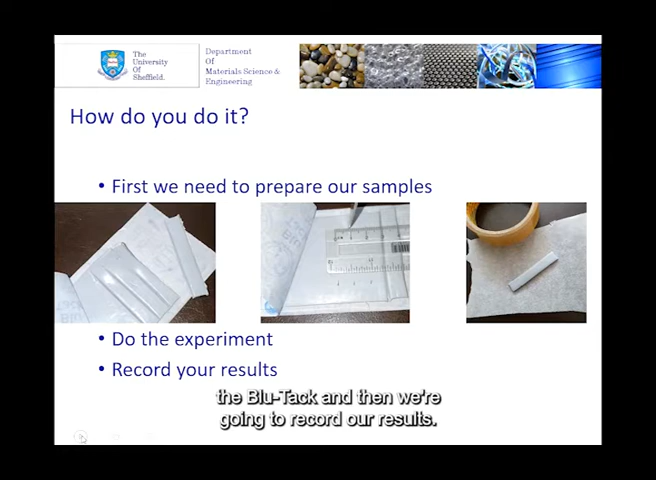 The
University
Of
Sheffield.
Department
Of
Materials Science &
Engineering
How do you do it?
• First we need to prepare our samples
• Do the experiment
• Record your results
the Blu-Tack and then we're
going to record our results.